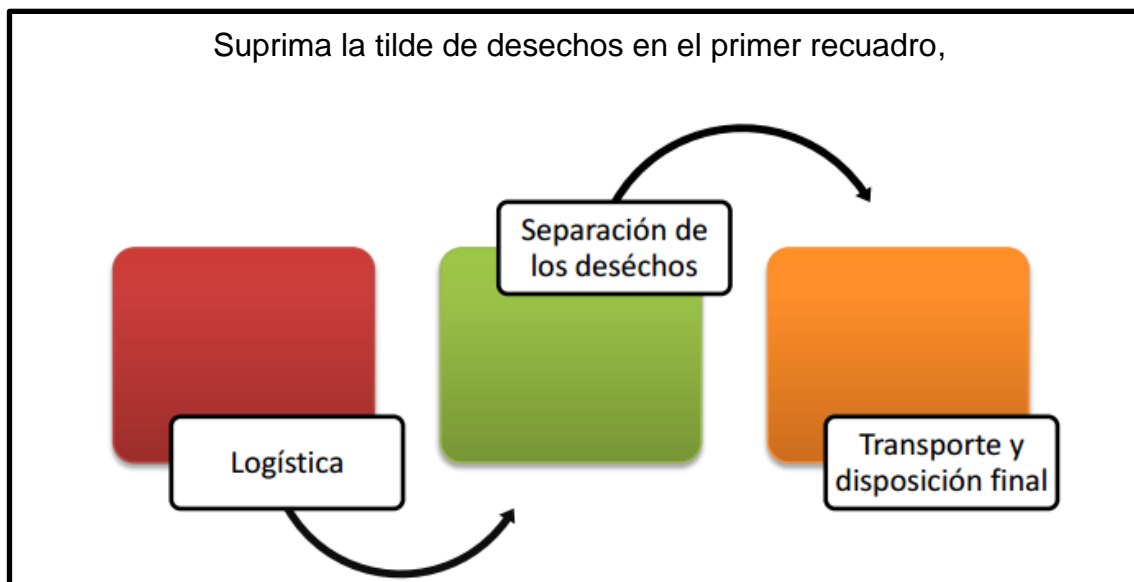 Suprima la tilde de desechos en el primer recuadro,
Separación de
los deséchos
Logística
Transporte y
disposición final